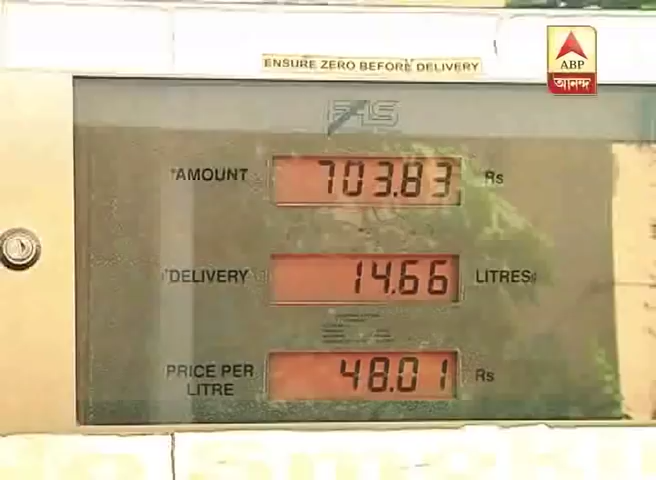 ENSURE ZERO BEFORE DELIVERY
ABP
আনন্দ
AMOUNT 703.83 Rs
DELIVERY 14.66 LITRES
PRICE PER LITRE 48.01 Rs